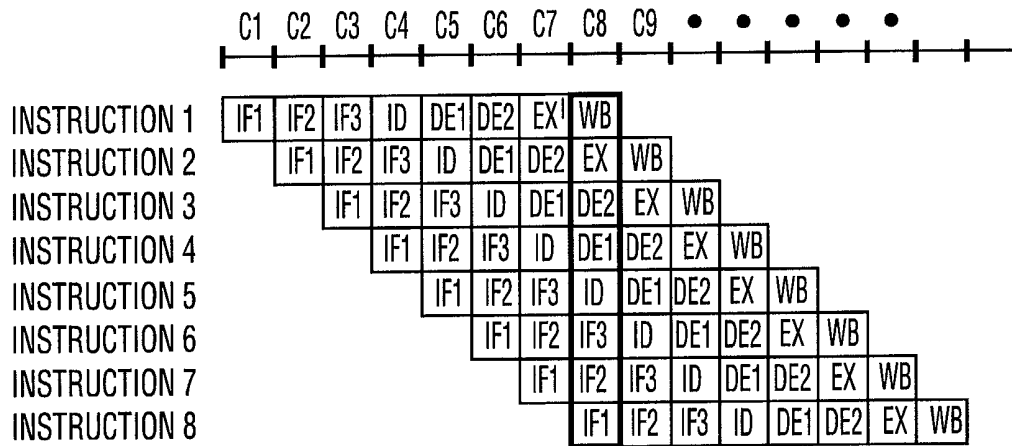 C1 C2 C3 C4 C5 C6 C7 C8 C9 • • • • •
INSTRUCTION 1 IF1 IF2 IF3 ID DE1 DE2 EX WB
INSTRUCTION 2 IF1 IF2 IF3 ID DE1 DE2 EX WB
INSTRUCTION 3 IF1 IF2 IF3 ID DE1 DE2 EX WB
INSTRUCTION 4 IF1 IF2 IF3 ID DE1 DE2 EX WB
INSTRUCTION 5 IF1 IF2 IF3 ID DE1 DE2 EX WB
INSTRUCTION 6 IF1 IF2 IF3 ID DE1 DE2 EX WB
INSTRUCTION 7 IF1 IF2 IF3 ID DE1 DE2 EX WB
INSTRUCTION 8 IF1 IF2 IF3 ID DE1 DE2 EX WB